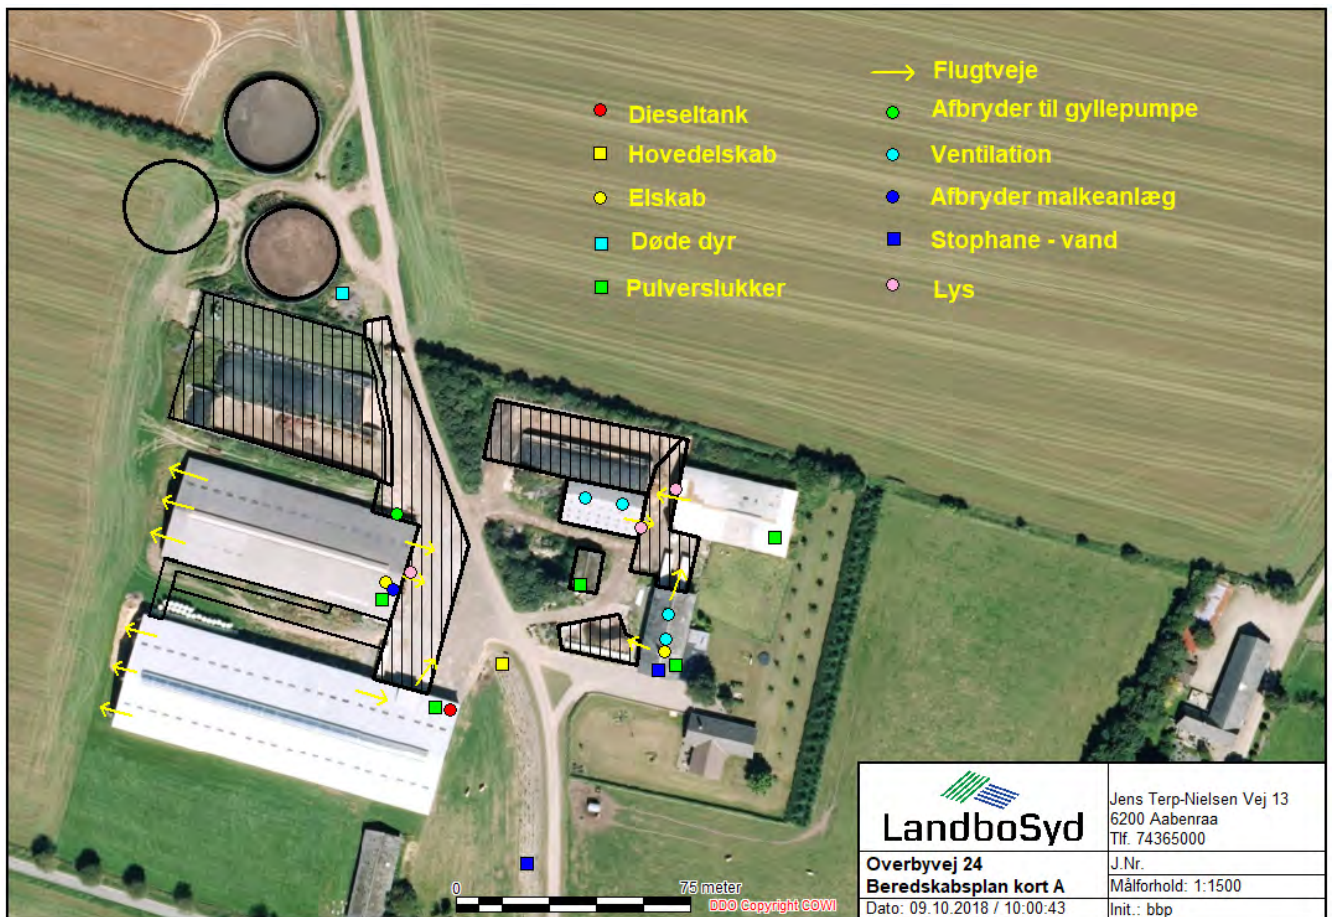 Flugtveje
Dieseltank
Afbryder til gyllepumpe
Hovedelskab
Ventilation
Elskab
Afbryder malkeanlæg
Døde dyr
Stophane - vand
Pulverslukker
Lys
0 75 meter
DDO Copyright COWI
LandboSyd
Jens Terp-Nielsen Vej 13
6200 Aabenraa
Tlf. 74365000
Overbyvej 24
Beredskabsplan kort A
J.Nr.
Målforhold: 1:1500
Dato: 09.10.2018 / 10:00:43
Init.: bbp